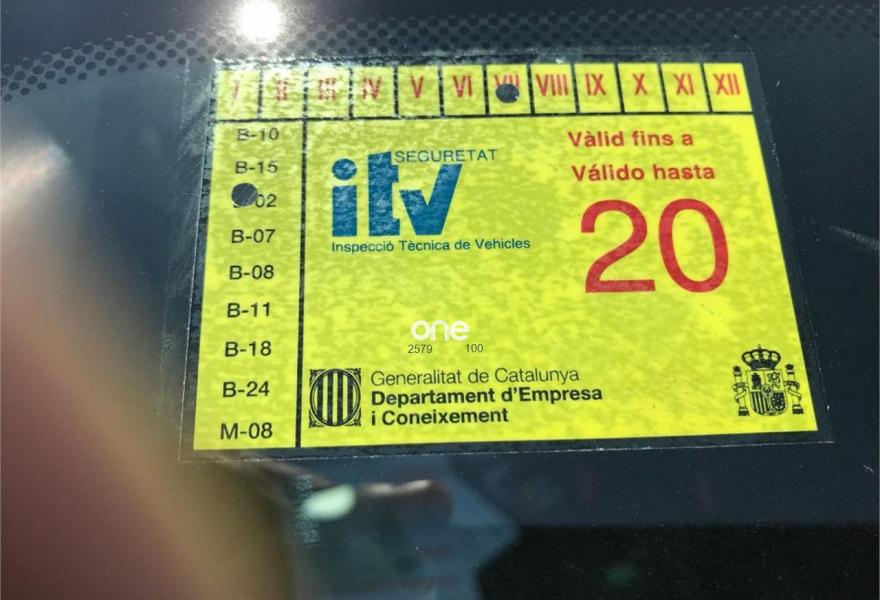 I II III IV V VI VII VIII IX X XI XII
B-10
B-15
02
B-07
B-08
B-11
B-18
B-24
M-08
SEGURETAT
itv
Inspecció Tècnica de Vehicles
Vàlid fins a
Válido hasta
20
one
2579 100
Generalitat de Catalunya
Departament d'Empresa
i Coneixement